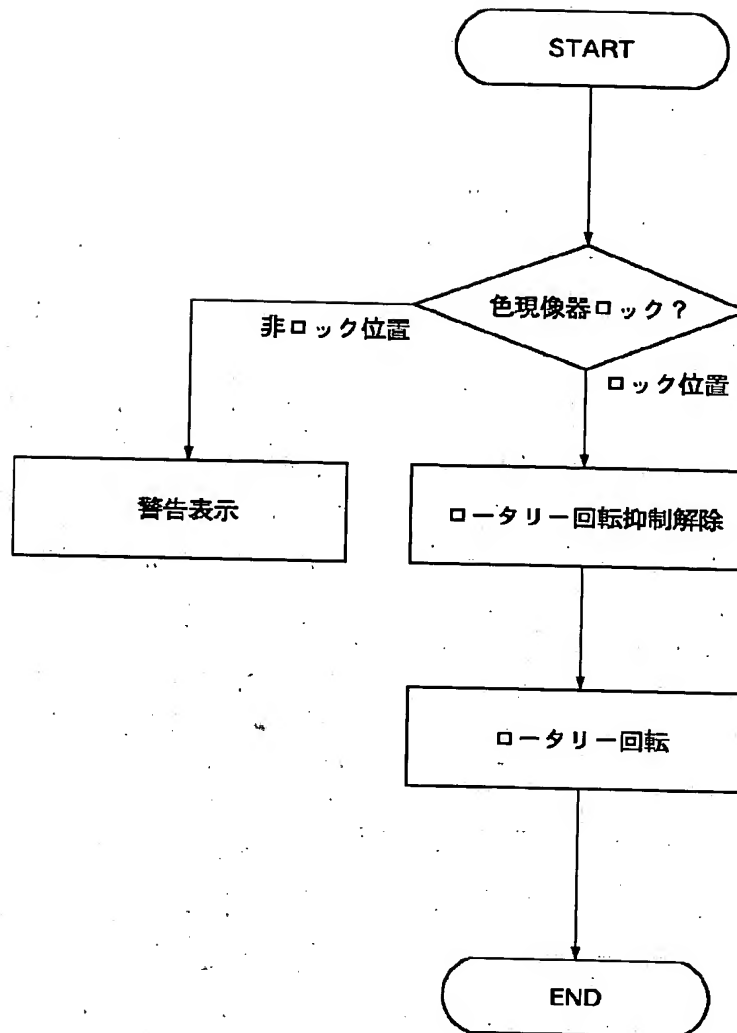 START
色現像器ロック?
非ロック位置
ロック位置
警告表示
ロータリー回転抑制解除
ロータリー回転
END